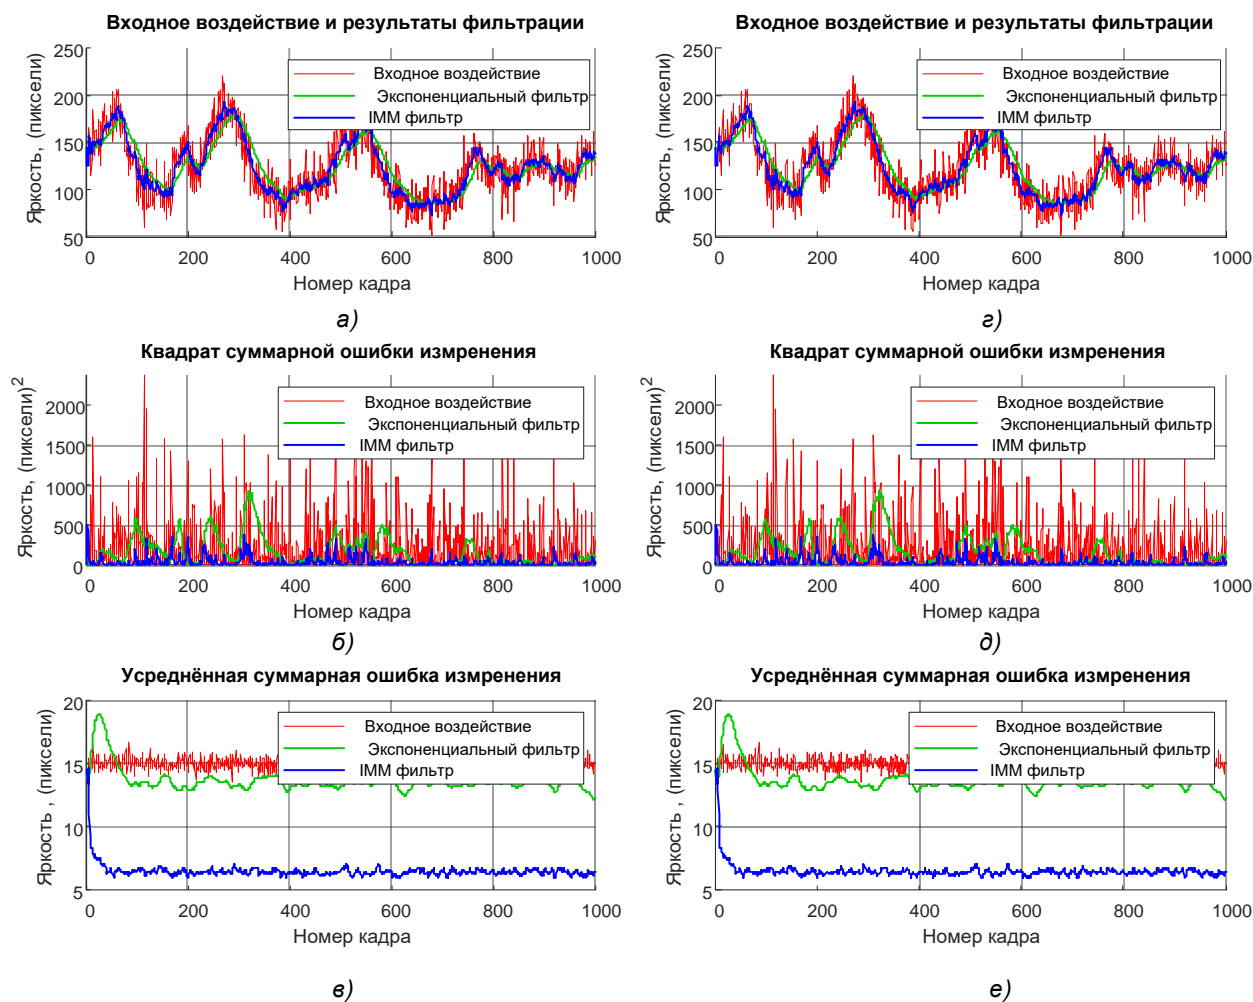 Входное воздействие и результаты фильтрации
250
200
150
100
50
Яркость, (пиксели)
Входное воздействие
Экспоненциальный фильтр
IMM фильтр
0 200 400 600 800 1000
Номер кадра
а)
Входное воздействие и результаты фильтрации
250
200
150
100
50
Яркость, (пиксели)
Входное воздействие
Экспоненциальный фильтр
IMM фильтр
0 200 400 600 800 1000
Номер кадра
г)
Квадрат суммарной ошибки измренения
2000
1500
1000
500
0
Яркость, (пиксели)²
Входное воздействие
Экспоненциальный фильтр
IMM фильтр
0 200 400 600 800 1000
Номер кадра
б)
Квадрат суммарной ошибки измренения
2000
1500
1000
500
0
Яркость, (пиксели)²
Входное воздействие
Экспоненциальный фильтр
IMM фильтр
0 200 400 600 800 1000
Номер кадра
д)
Усреднённая суммарная ошибка измренения
20
15
10
5
Яркость , (пиксели)
Входное воздействие
Экспоненциальный фильтр
IMM фильтр
0 200 400 600 800 1000
Номер кадра
в)
Усреднённая суммарная ошибка измренения
20
15
10
5
Яркость , (пиксели)
Входное воздействие
Экспоненциальный фильтр
IMM фильтр
0 200 400 600 800 1000
Номер кадра
е)